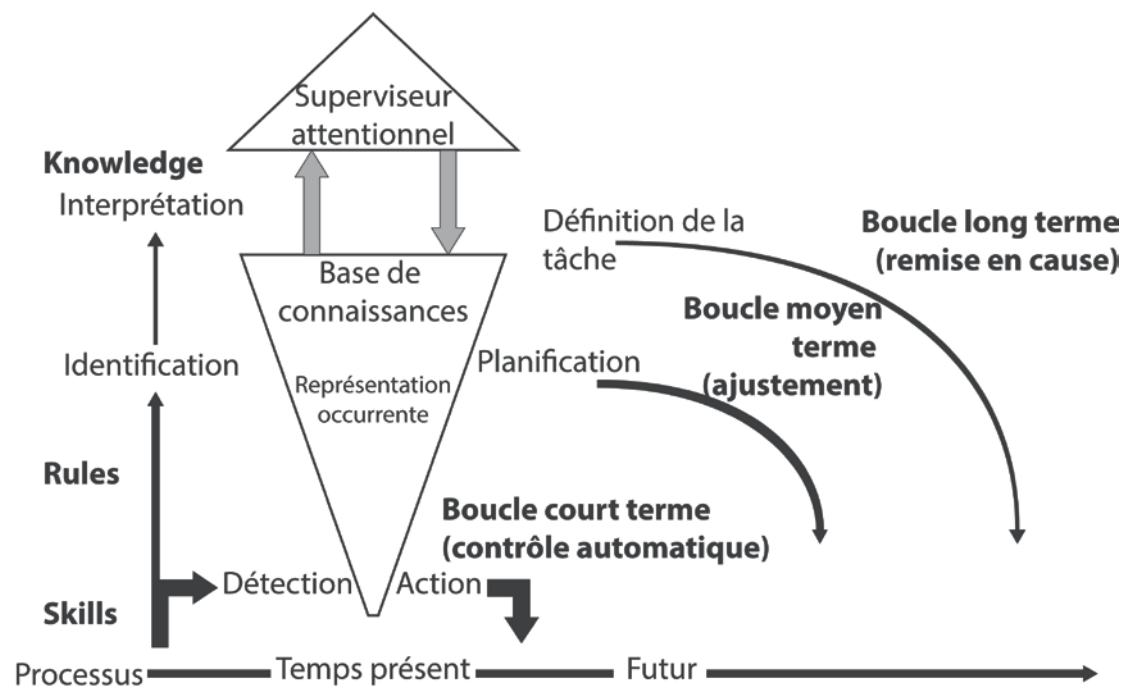 Superviseur
attentionnel
Knowledge
Interprétation
Définition de la
tâche
Boucle long terme
(remise en cause)
Base de
connaissances
Boucle moyen
terme
(ajustement)
Identification
Planification
Représentation
occurrente
Rules
Boucle court terme
(contrôle automatique)
Détection
Action
Skills
Processus
Temps présent
Futur